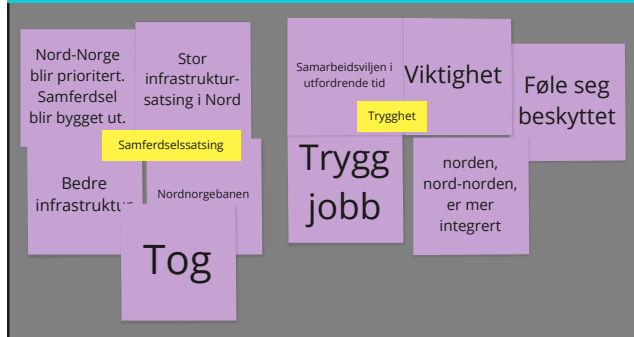 Nord-Norge
blir prioritert.
Samferdsel
blir bygget ut.
Stor
infrastruktur-
satsing i Nord
Samferdselssatsing
Bedre
infrastruktur
Nordnorgebanen
Tog
Samarbeidsviljen i
utfordrende tid
Viktighet
Føle seg
beskyttet
Trygghet
Trygg
jobb
norden,
nord-norden,
er mer
integrert